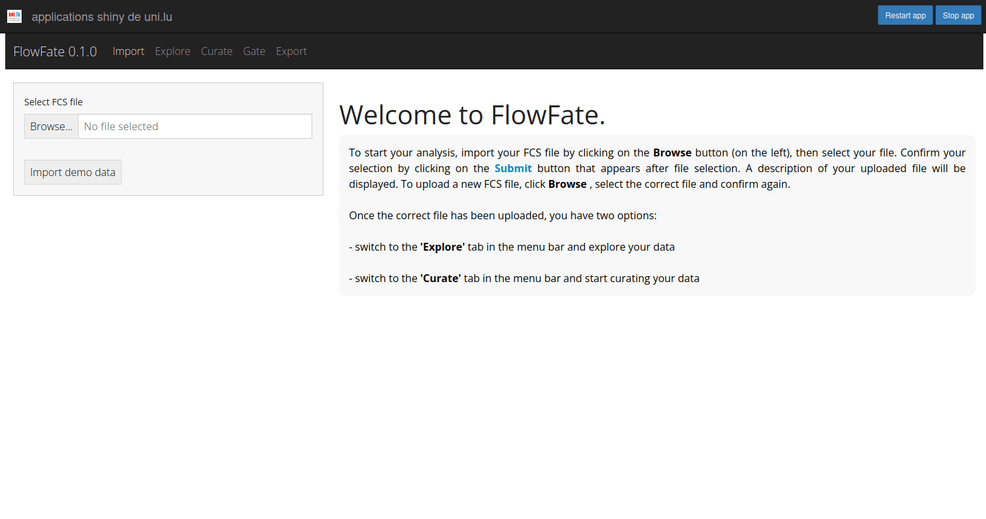 applications shiny de uni.lu
Restart app
Stop app
FlowFate 0.1.0
Import
Explore
Curate
Gate
Export
Select FCS file
Browse...
No file selected
Import demo data
Welcome to FlowFate.
To start your analysis, import your FCS file by clicking on the Browse button (on the left), then select your file. Confirm your
selection by clicking on the Submit button that appears after file selection. A description of your uploaded file will be
displayed. To upload a new FCS file, click Browse , select the correct file and confirm again.
Once the correct file has been uploaded, you have two options:
- switch to the 'Explore' tab in the menu bar and explore your data
- switch to the 'Curate' tab in the menu bar and start curating your data